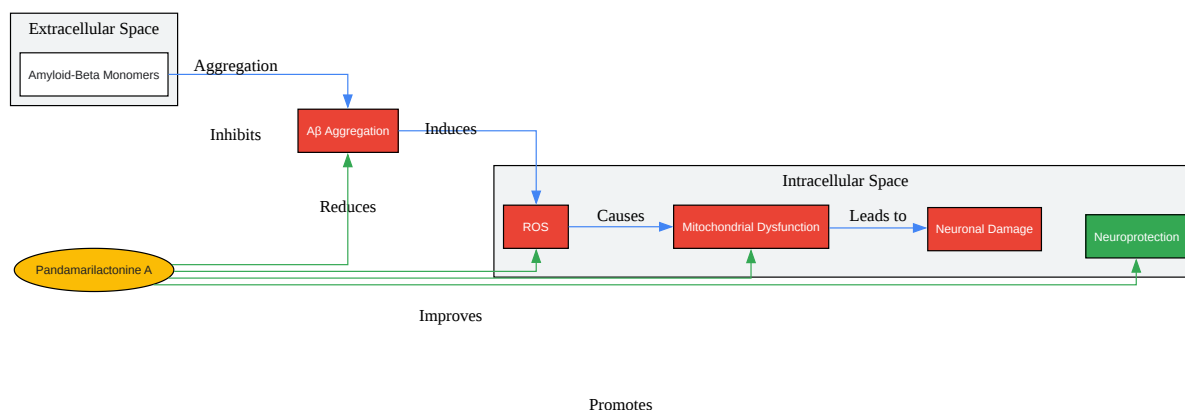 Extracellular Space
Amyloid-Beta Monomers
Aggregation
Inhibits
Aβ Aggregation
Induces
Intracellular Space
Reduces
ROS
Causes
Mitochondrial Dysfunction
Leads to
Neuronal Damage
Neuroprotection
Pandamarilactonine A
Improves
Promotes